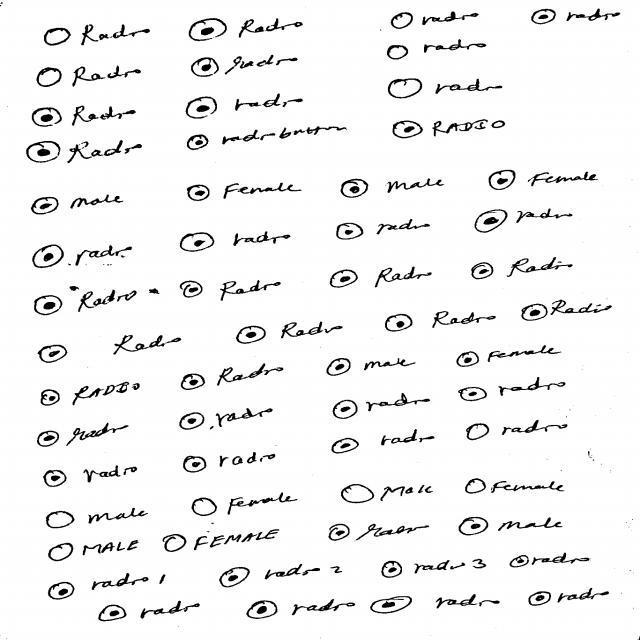 Radio Radio radio radio
Radio radio radio
Radio radio radio
Radio radio button RADIO
male Female male Female
radio radio radio radio
Radio Radio Radio Radio
Radio Radio Radio Radio
RADIO Radio male Female
radio radio radio radio
radio radio radio radio
male Female Male Female
MALE FEMALE radio male
radio 1 radio 2 radio 3 radio
radio radio radio radio